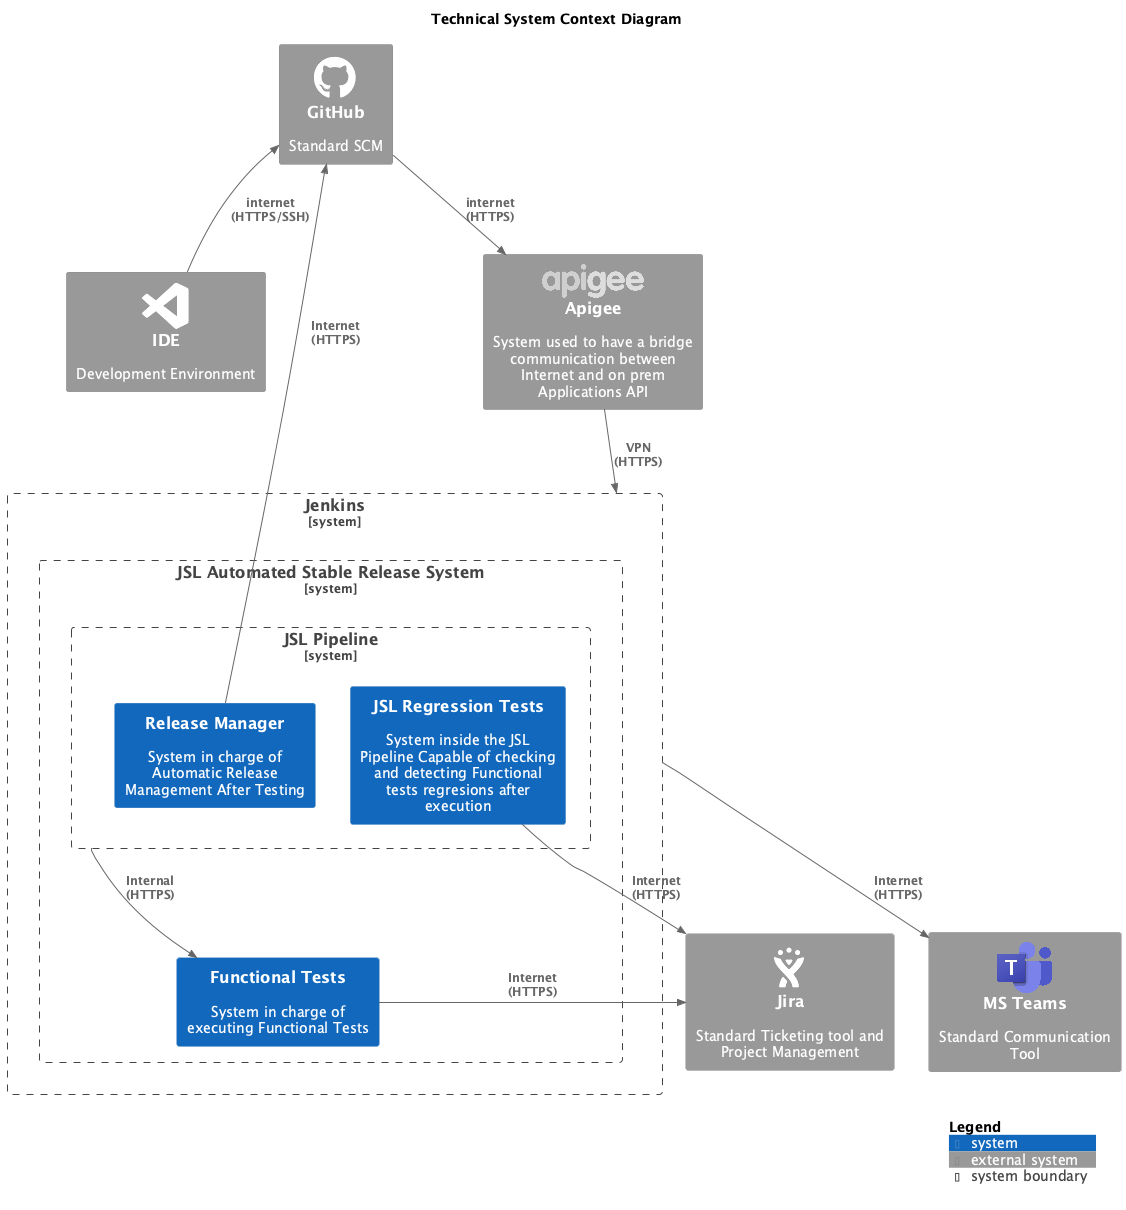 Technical System Context Diagram
GitHub
Standard SCM
internet
(HTTPS/SSH)
internet
(HTTPS)
IDE
Development Environment
Internet
(HTTPS)
apigee
Apigee
System used to have a bridge
communication between
Internet and on prem
Applications API
VPN
(HTTPS)
Jenkins
[system]
JSL Automated Stable Release System
[system]
JSL Pipeline
[system]
Release Manager
System in charge of
Automatic Release
Management After Testing
JSL Regression Tests
System inside the JSL
Pipeline Capable of checking
and detecting Functional
tests regresions after
execution
Internal
(HTTPS)
Internet
(HTTPS)
Internet
(HTTPS)
Functional Tests
System in charge of
executing Functional Tests
Internet
(HTTPS)
Jira
Standard Ticketing tool and
Project Management
T
MS Teams
Standard Communication
Tool
Legend
system
external system
system boundary